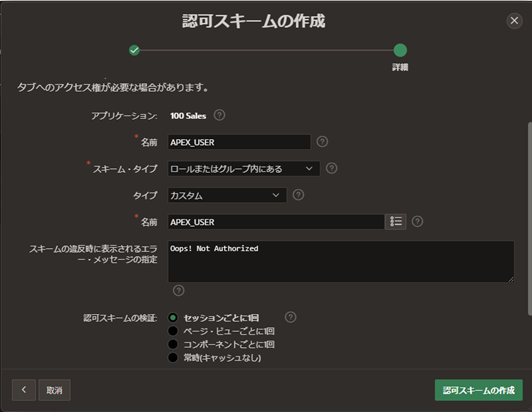 認可スキームの作成
詳細
タブへのアクセス権が必要な場合があります。
アプリケーション: 100 Sales
* 名前 APEX_USER
* スキーム・タイプ ロールまたはグループ内にある
タイプ カスタム
* 名前 APEX_USER
スキームの違反時に表示されるエラ
ー・メッセージの指定
Oops! Not Authorized
認可スキームの検証: セッションごとに1回
ページ・ビューごとに1回
コンポーネントごとに1回
常時(キャッシュなし)
取消 認可スキームの作成